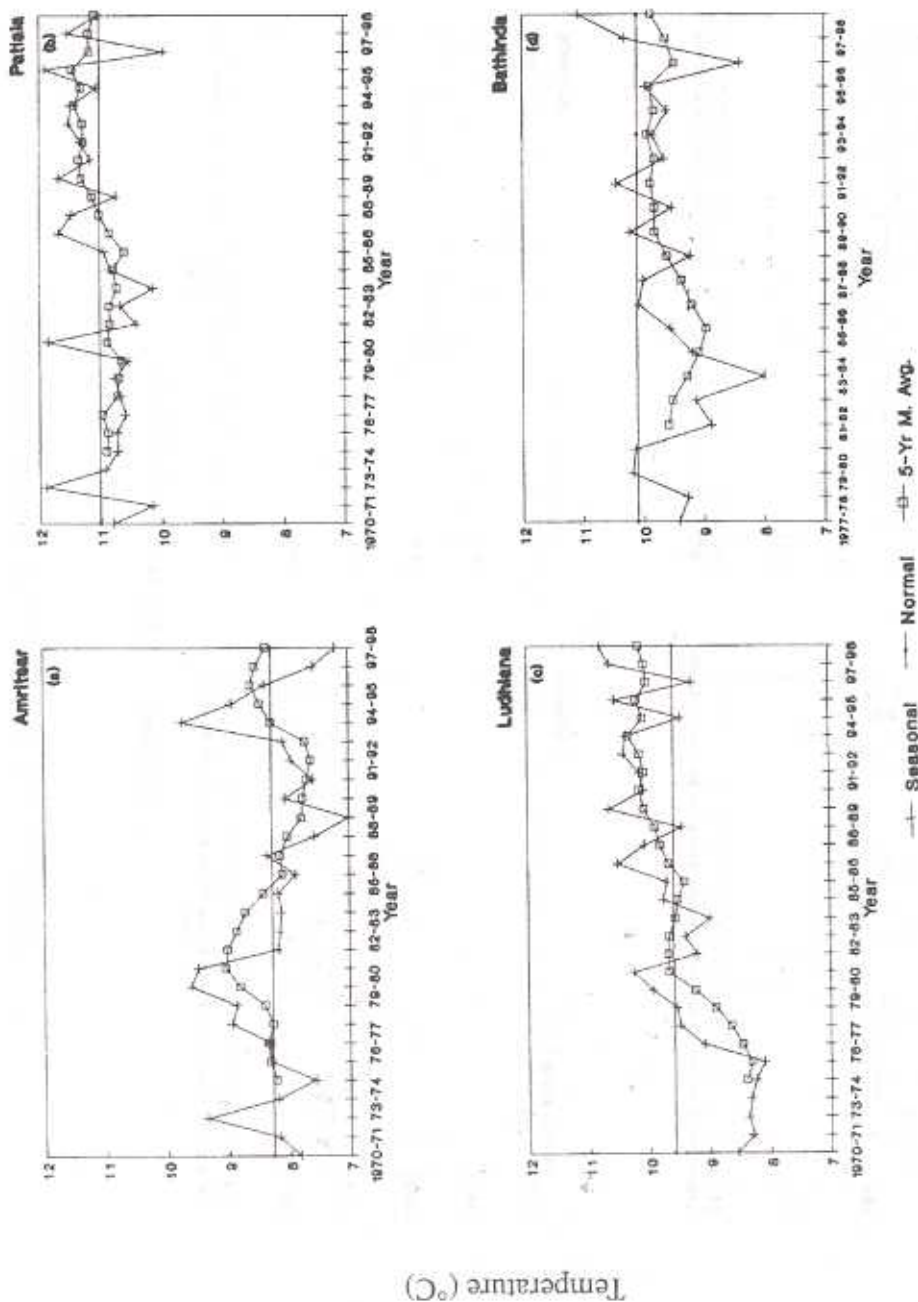 Amritsar
(a)
12
11
10
9
8
7
1970-71 73-74 76-77 79-80 82-83 85-86 88-89 91-92 94-95 97-98
Year
Patiala
(b)
12
11
10
9
8
7
1970-71 73-74 76-77 79-80 82-83 85-86 88-89 91-92 94-95 97-98
Year
Ludhiana
(c)
12
11
10
9
8
7
1970-71 73-74 76-77 79-80 82-83 85-86 88-89 91-92 94-95 97-98
Year
Bathinda
(d)
12
11
10
9
8
7
1977-78 79-80 81-82 83-84 85-86 87-88 89-90 91-92 93-94 95-96 97-98
Year
Temperature (°C)
Seasonal Normal 5-Yr M. Avg.